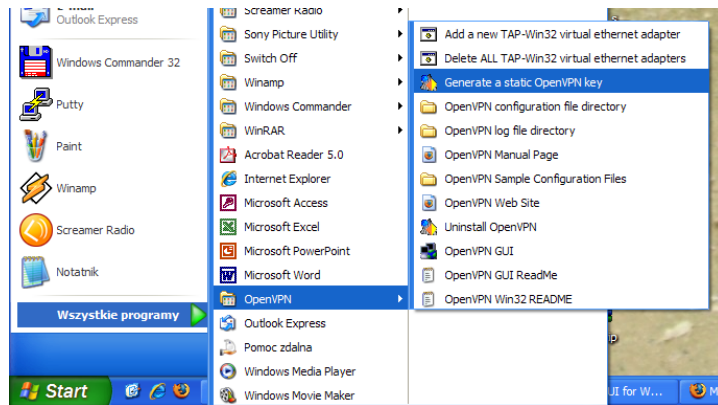 E-mail
Outlook Express
Windows Commander 32
Putty
Paint
Winamp
Screamer Radio
Notatnik
Wszystkie programy
Start
Screamer Radio
Sony Picture Utility
Switch Off
Winamp
Windows Commander
WinRAR
Acrobat Reader 5.0
Internet Explorer
Microsoft Access
Microsoft Excel
Microsoft PowerPoint
Microsoft Word
OpenVPN
Outlook Express
Pomoc zdalna
Windows Media Player
Windows Movie Maker
Add a new TAP-Win32 virtual ethernet adapter
Delete ALL TAP-Win32 virtual ethernet adapters
Generate a static OpenVPN key
OpenVPN configuration file directory
OpenVPN log file directory
OpenVPN Manual Page
OpenVPN Sample Configuration Files
OpenVPN Web Site
Uninstall OpenVPN
OpenVPN GUI
OpenVPN GUI ReadMe
OpenVPN Win32 README
UI for W...
M